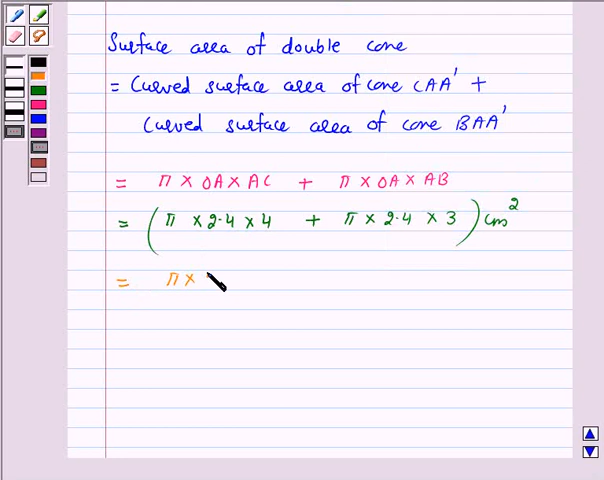 Surface area of double cone
= Curved surface area of cone CAA' +
Curved surface area of cone BAA'
= π × OA × AC + π × OA × AB
= (π × 2·4 × 4 + π × 2·4 × 3) cm²
= π ×